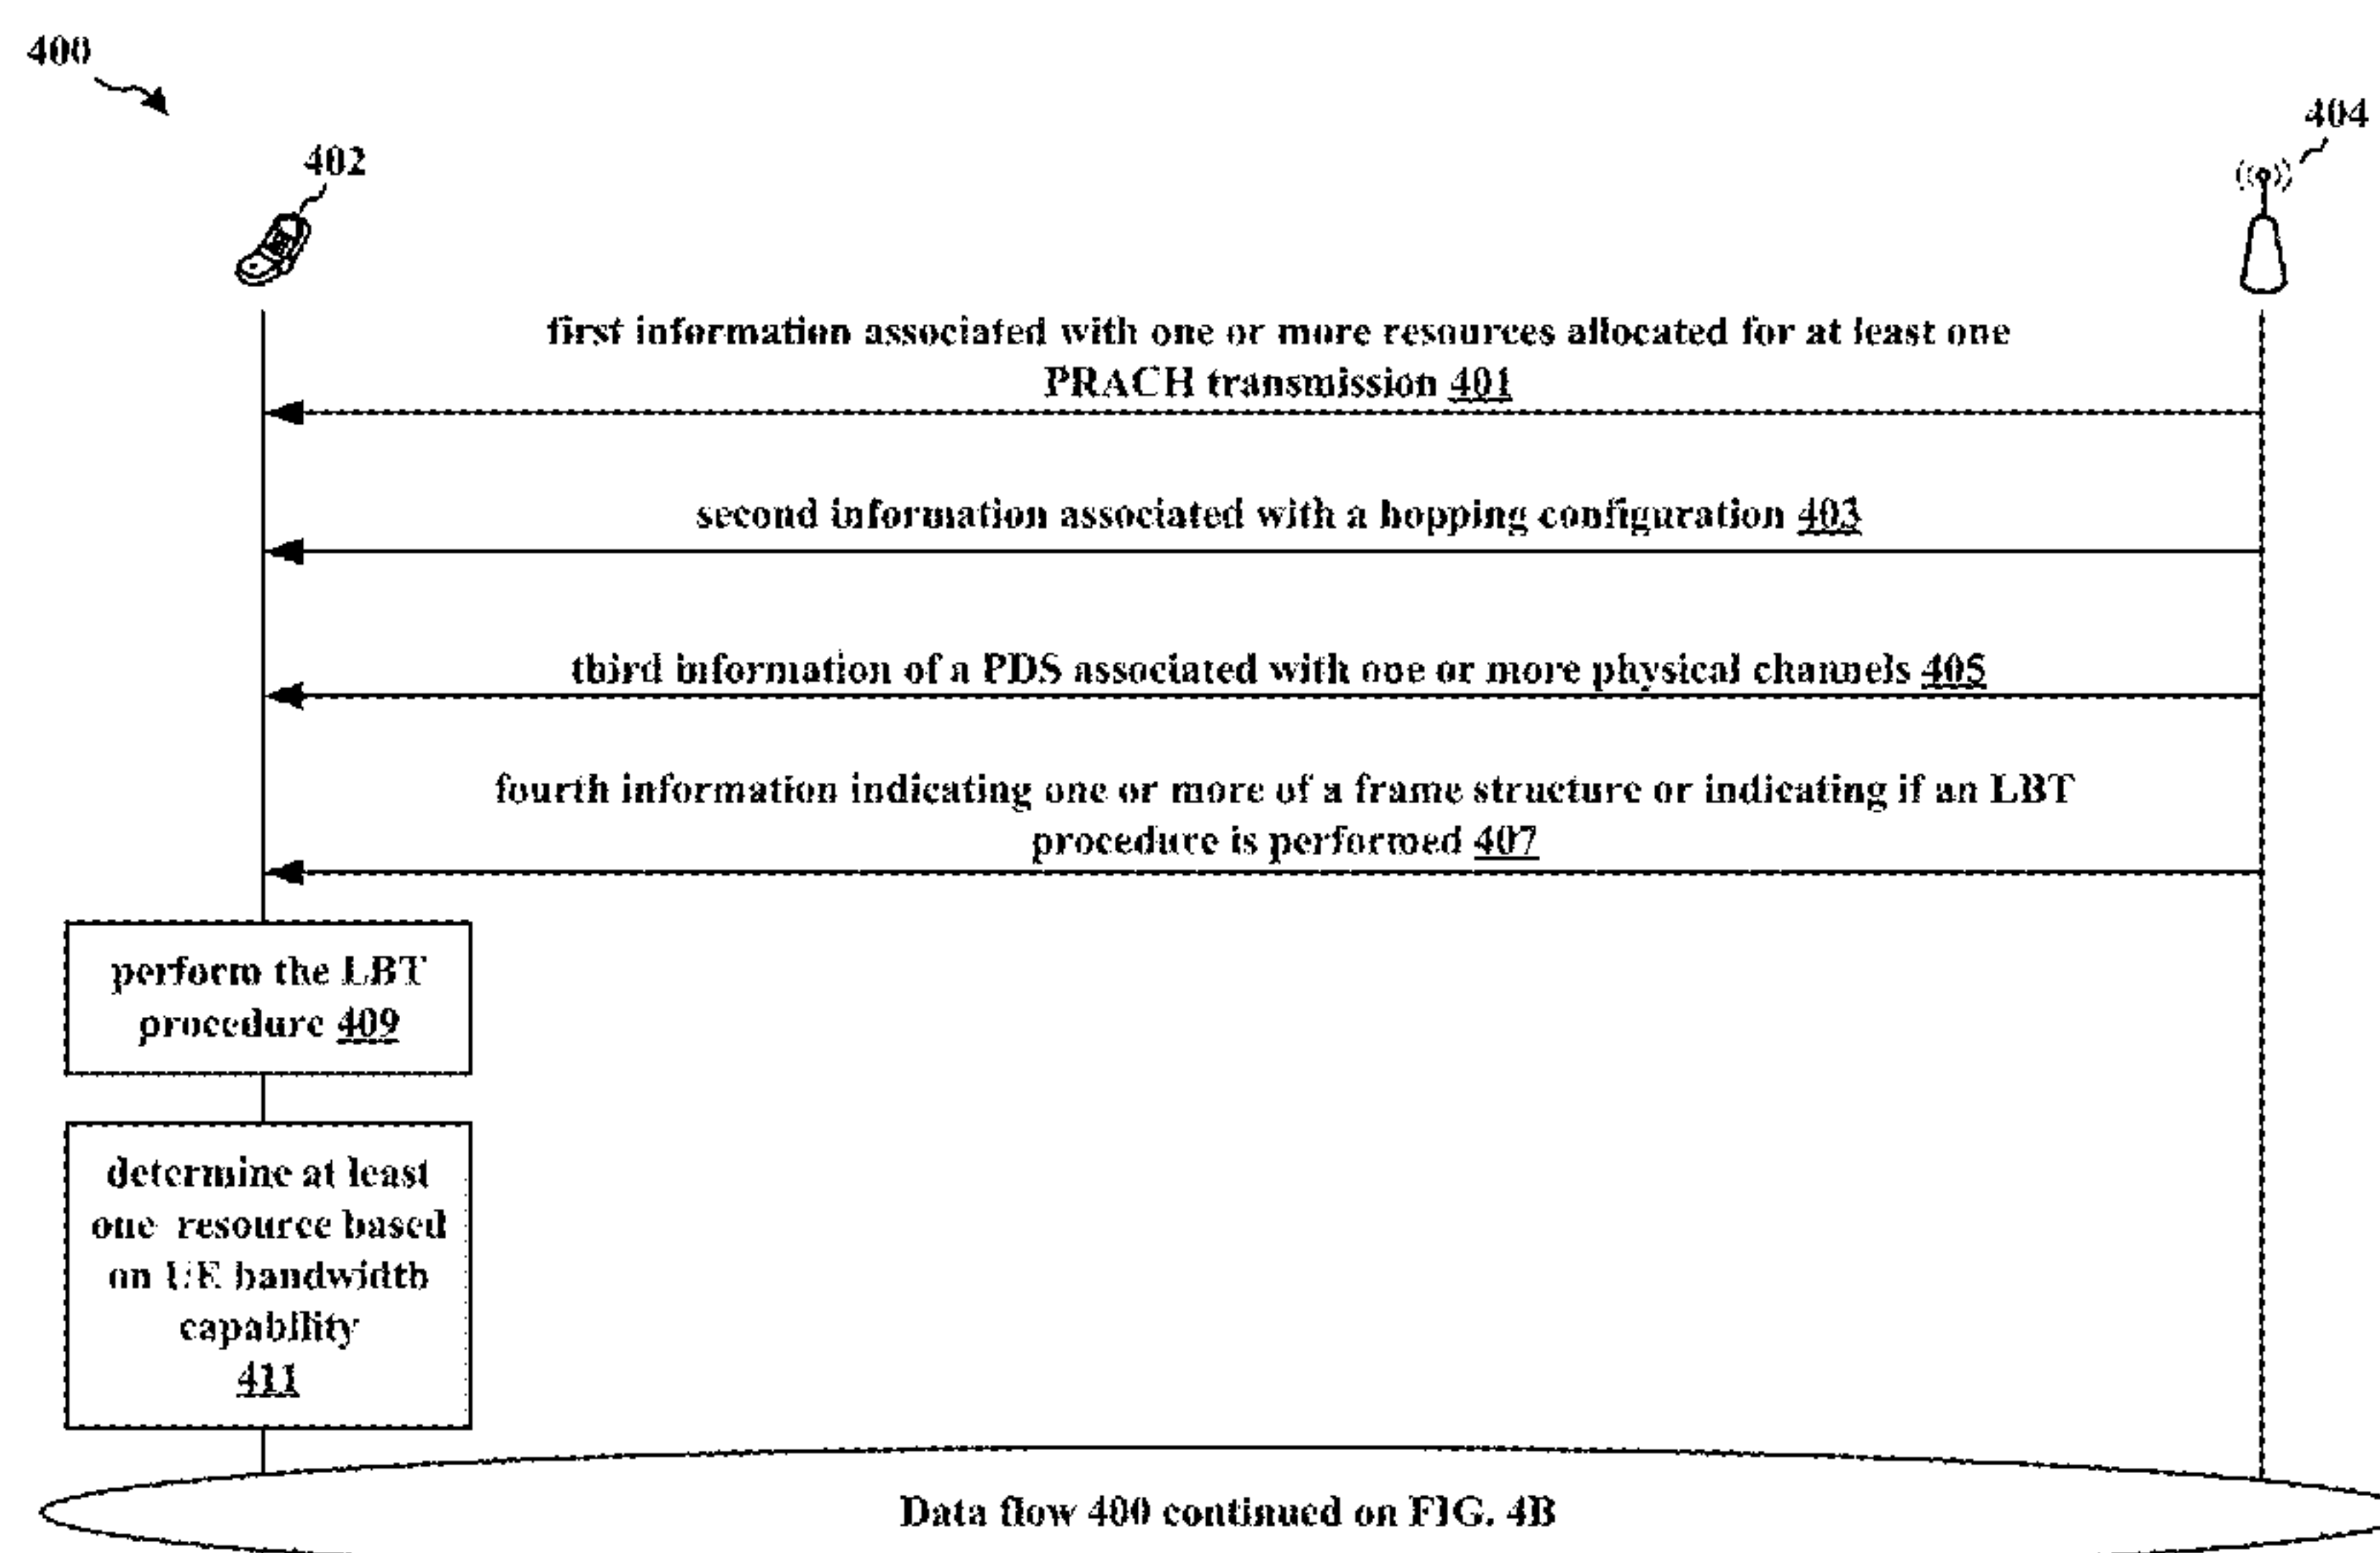 400
402
404
first information associated with one or more resources allocated for at least one
PRACH transmission 401
second information associated with a hopping configuration 403
third information of a PDS associated with one or more physical channels 405
fourth information indicating one or more of a frame structure or indicating if an LBT
procedure is performed 407
perform the LBT
procedure 409
determine at least
one resource based
on UE bandwidth
capability
411
Data flow 400 continued on FIG. 4B